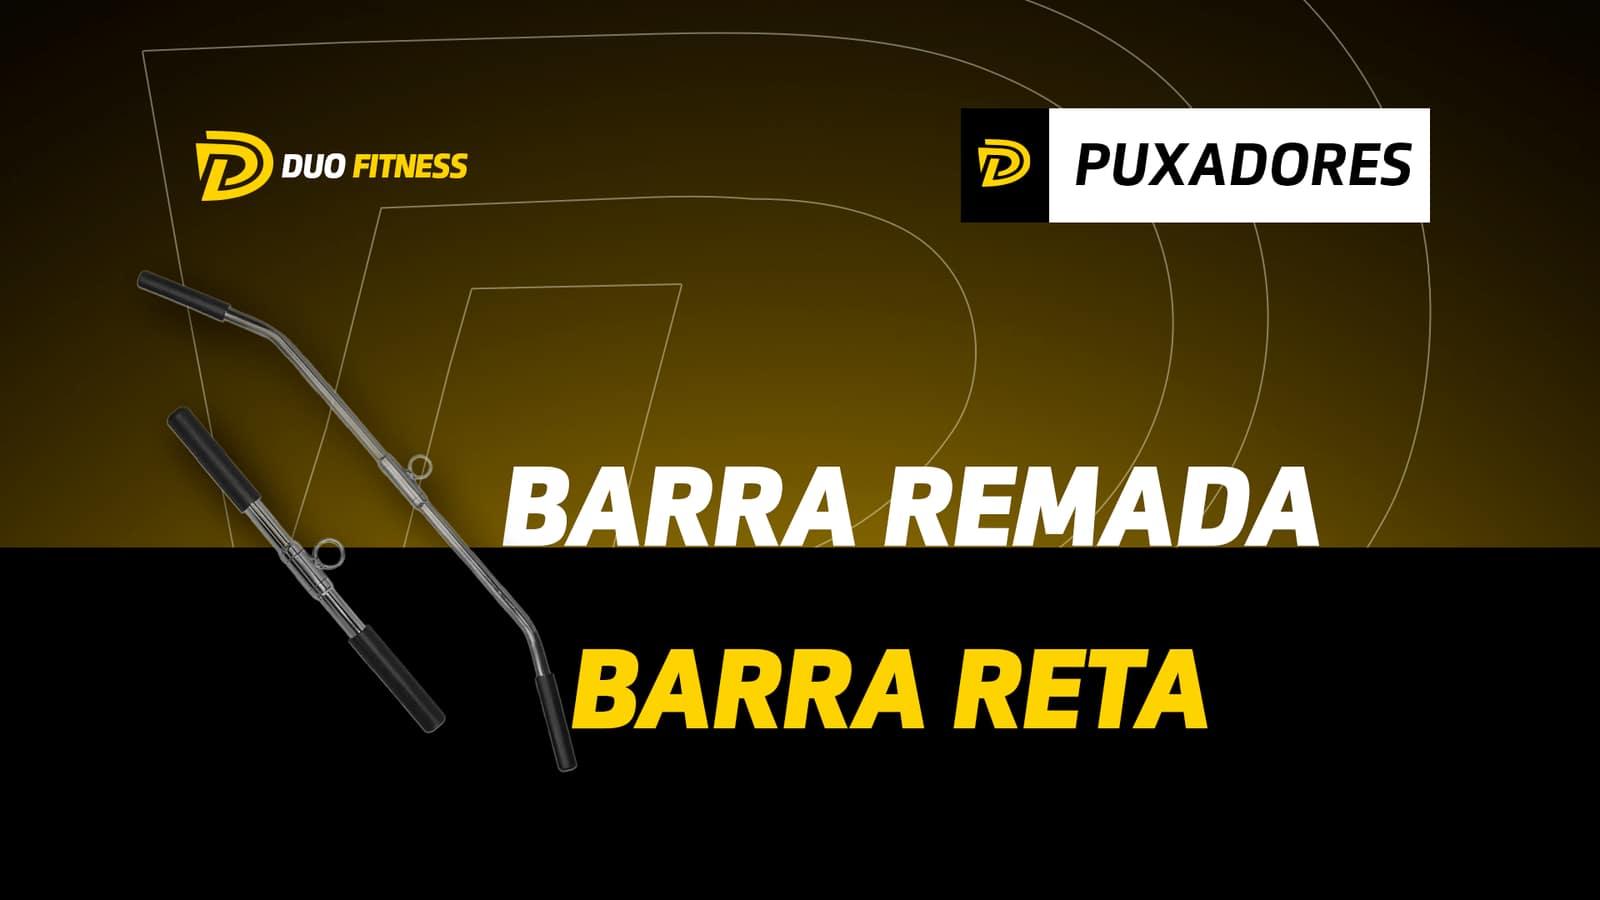 DUO FITNESS
PUXADORES
BARRA REMADA
BARRA RETA